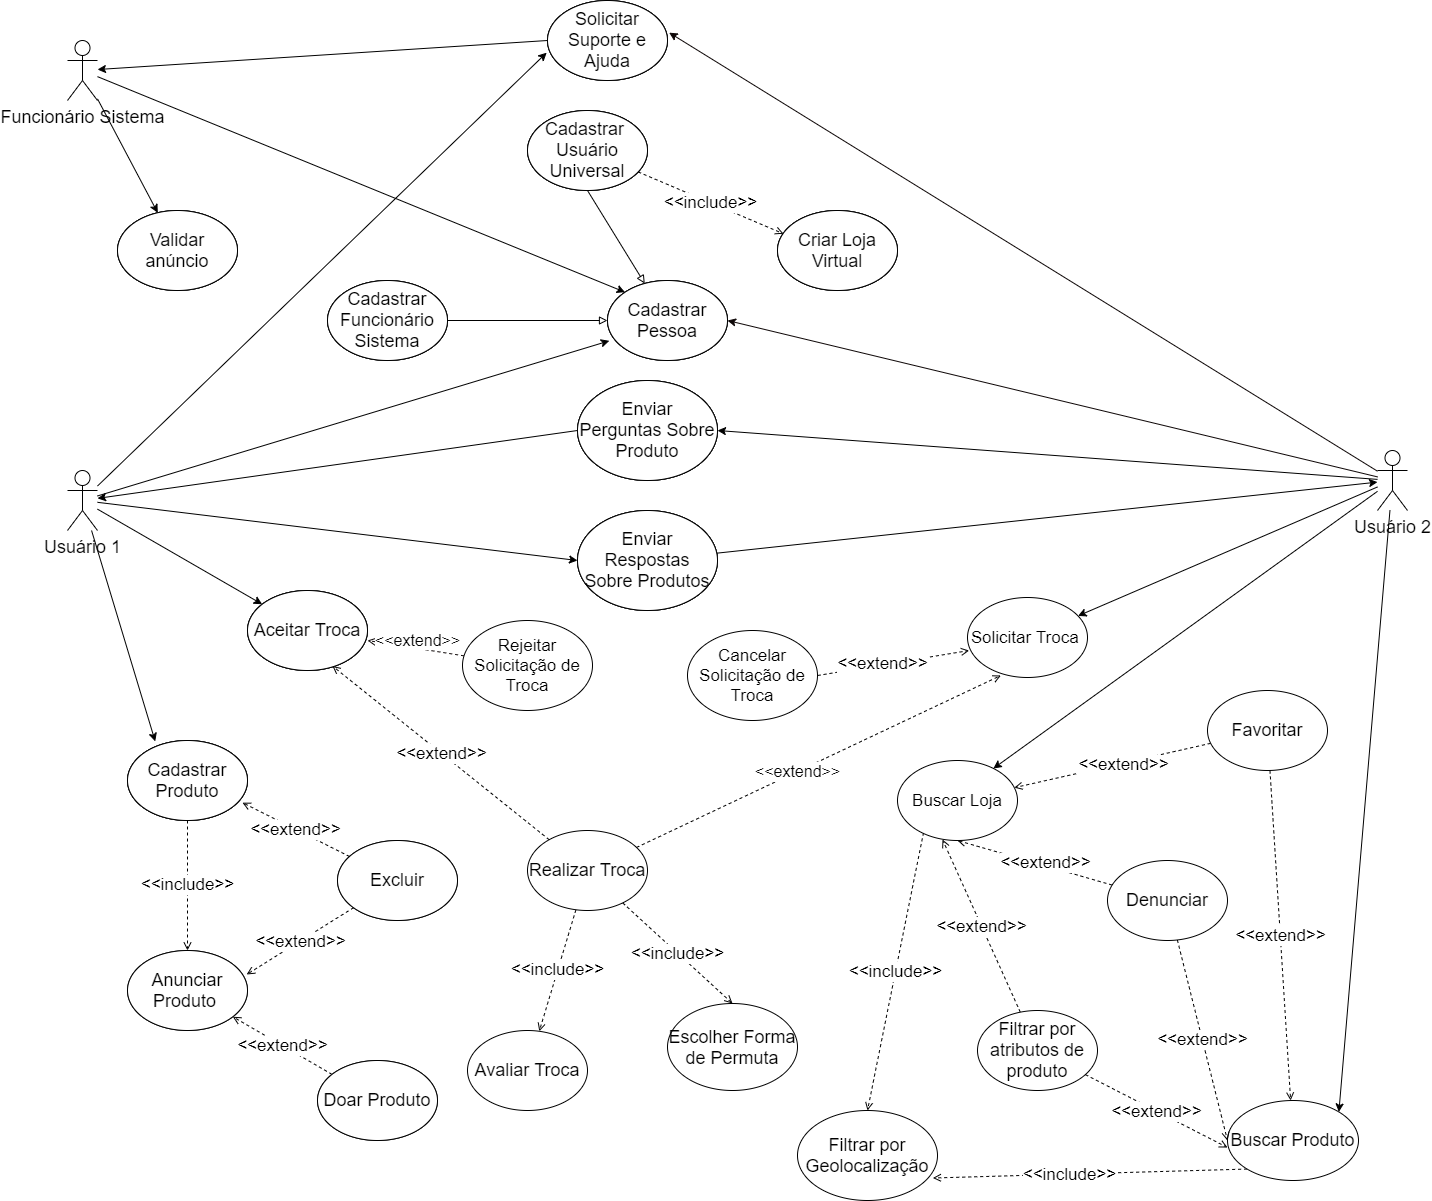 Solicitar
Suporte e
Ajuda
Funcionário Sistema
Cadastrar
Usuário
Universal
<<include>>
Validar
anúncio
Criar Loja
Virtual
Cadastrar
Funcionário
Sistema
Cadastrar
Pessoa
Enviar
Perguntas Sobre
Produto
Usuário 1
Usuário 2
Enviar
Respostas
Sobre Produtos
Aceitar Troca
<<extend>>
Rejeitar
Solicitação de
Troca
Cancelar
Solicitação de
Troca
<<extend>>
Solicitar Troca
Favoritar
<<extend>>
<<extend>>
<<extend>>
Cadastrar
Produto
Buscar Loja
<<extend>>
<<extend>>
Realizar Troca
Excluir
<<include>>
Denunciar
<<extend>>
<<extend>>
<<extend>>
<<include>>
<<include>>
<<include>>
Anunciar
Produto
<<extend>>
<<extend>>
Escolher Forma
de Permuta
Filtrar por
atributos de
produto
Avaliar Troca
Doar Produto
<<extend>>
Filtrar por
Geolocalização
Buscar Produto
<<include>>